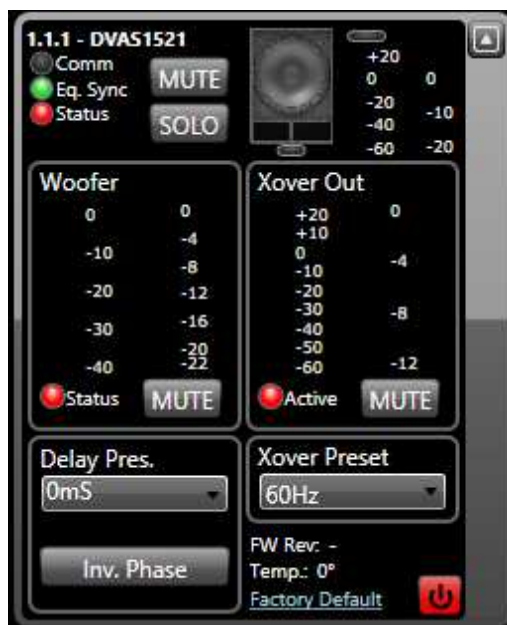 1.1.1 - DVAS1521
Comm
Eq. Sync
Status
MUTE
SOLO
+20
0 0
-20
-10
-40
-60 -20
Woofer
0 0
-4
-10
-8
-20 -12
-30 -16
-20
-40 -22
Status MUTE
Xover Out
+20 0
+10
0
-10 -4
-20
-30 -8
-40
-50
-60 -12
Active MUTE
Delay Pres.
0mS
Inv. Phase
Xover Preset
60Hz
FW Rev: -
Temp.: 0°
Factory Default